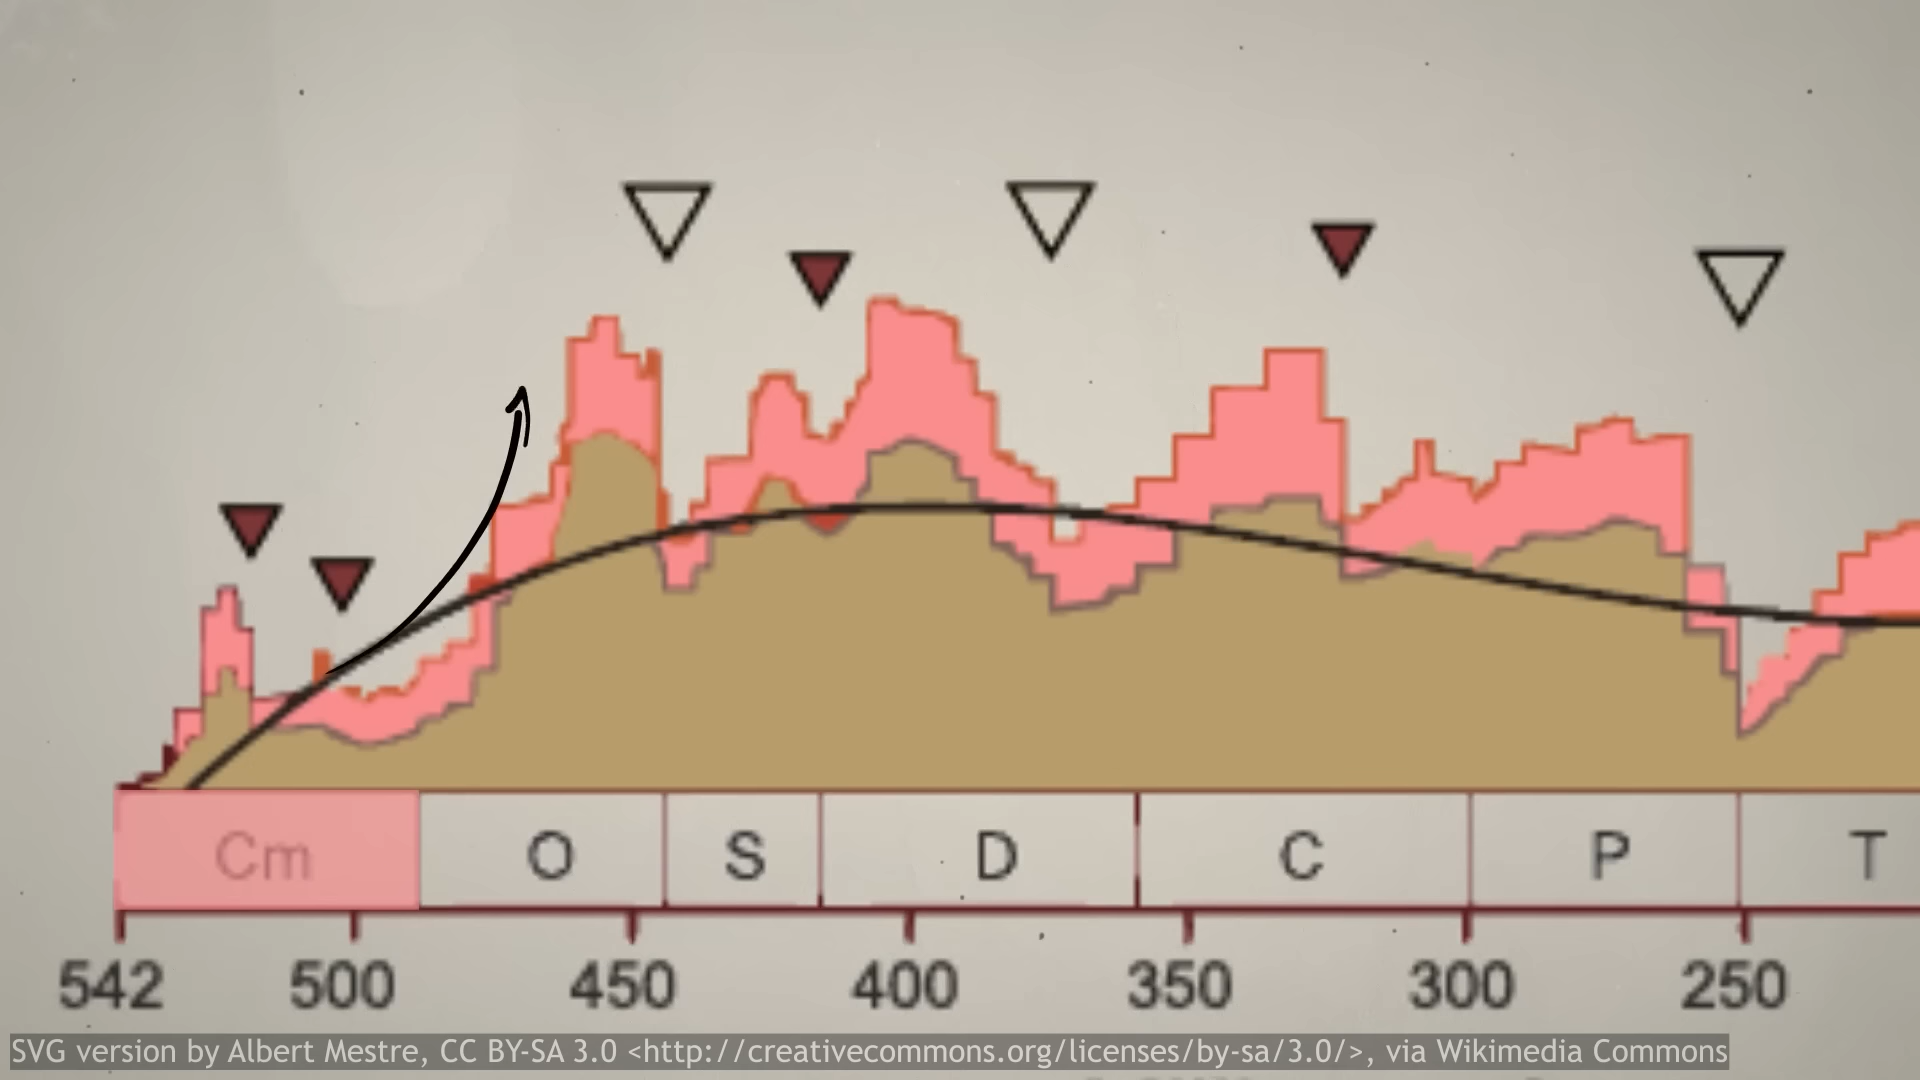 Cm O S D C P T
542 500 450 400 350 300 250
SVG version by Albert Mestre, CC BY-SA 3.0 <http://creativecommons.org/licenses/by-sa/3.0/>, via Wikimedia Commons